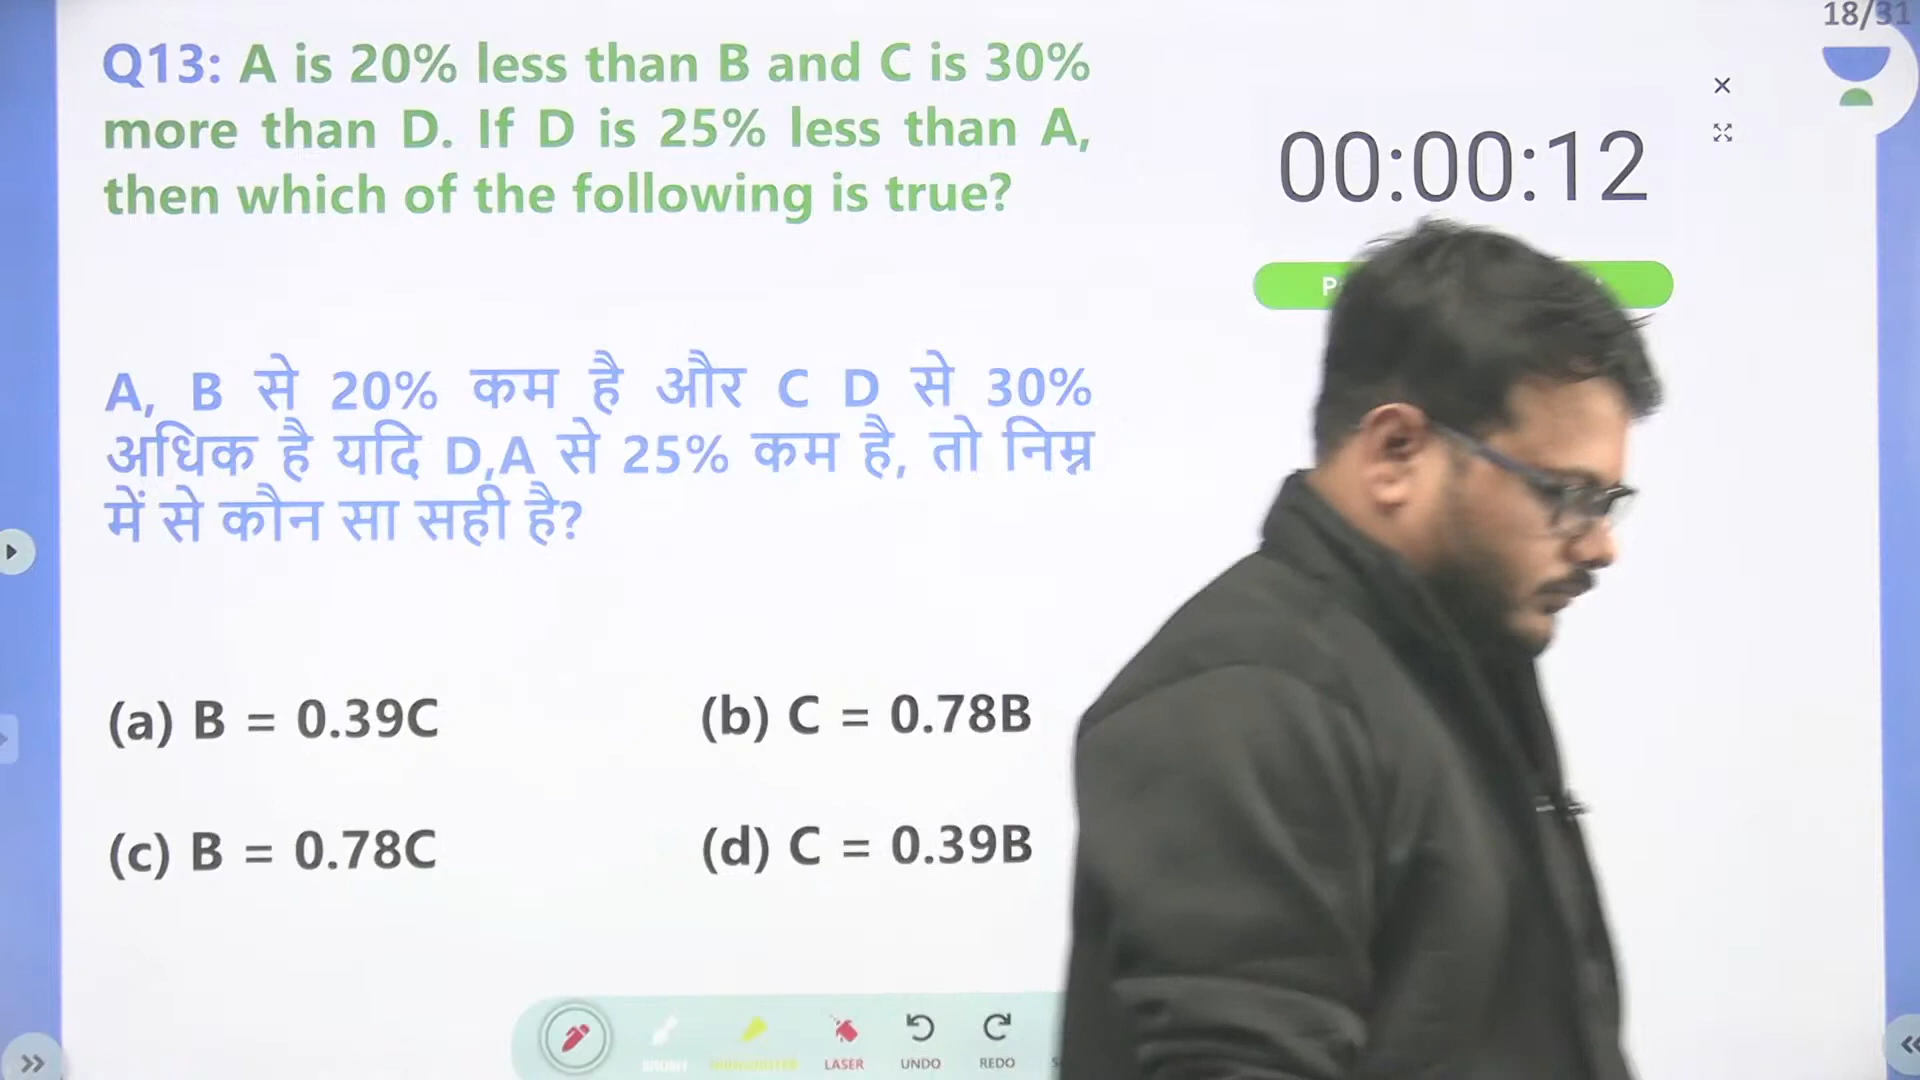 18/31
Q13: A is 20% less than B and C is 30%
more than D. If D is 25% less than A,
then which of the following is true?
00:00:12
A, B से 20% कम है और C D से 30%
अधिक है यदि D,A से 25% कम है, तो निम्न
में से कौन सा सही है?
(a) B = 0.39C
(b) C = 0.78B
(c) B = 0.78C
(d) C = 0.39B
LASER
UNDO
REDO